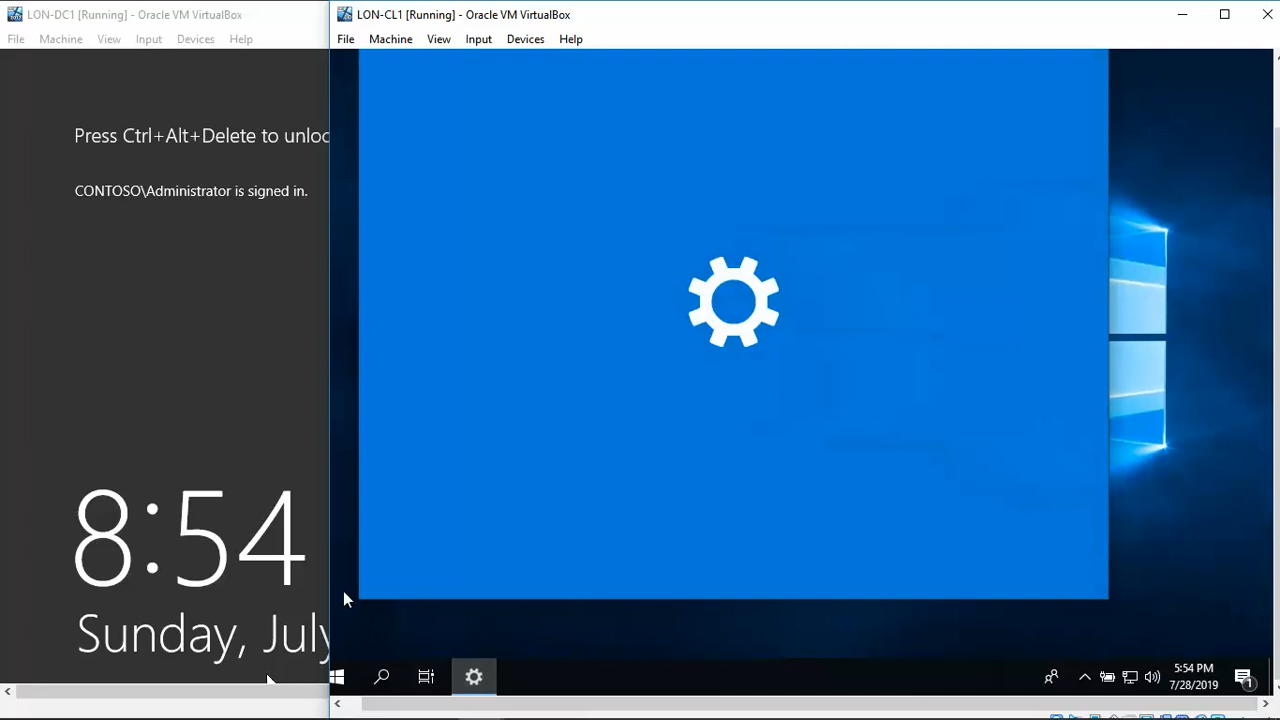 LON-DC1 [Running] - Oracle VM VirtualBox
File Machine View Input Devices Help
Press Ctrl+Alt+Delete to unloc
CONTOSO\Administrator is signed in.
8:54
Sunday, July
LON-CL1 [Running] - Oracle VM VirtualBox
File Machine View Input Devices Help
5:54 PM
7/28/2019
1